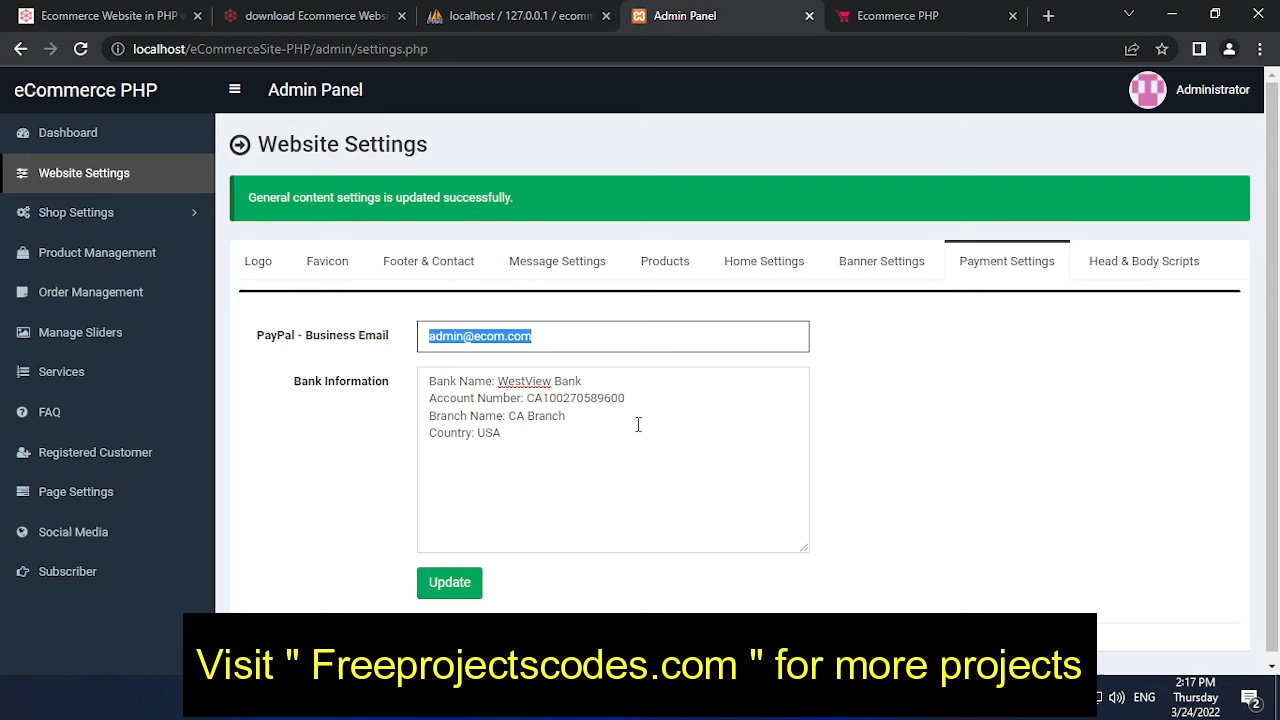 Ecommerce Website in PHP w
download Ecommerce Websi
localhost / 127.0.0.1 / ecomm
Admin Panel
Ecommerce PHP
localhost/eCommerceSite-PHP/admin/settings.php
eCommerce PHP
Admin Panel
Administrator
Dashboard
Website Settings
Shop Settings
Product Management
Order Management
Manage Sliders
Services
FAQ
Registered Customer
Page Settings
Social Media
Subscriber
Website Settings
General content settings is updated successfully.
Logo Favicon Footer & Contact Message Settings Products Home Settings Banner Settings Payment Settings Head & Body Scripts
PayPal - Business Email
admin@ecom.com
Bank Information
Bank Name: WestView Bank
Account Number: CA100270589600
Branch Name: CA Branch
Country: USA
Update
Visit " Freeprojectscodes.com " for more projects
ENG
2:17 PM
Thursday
3/24/2022
2